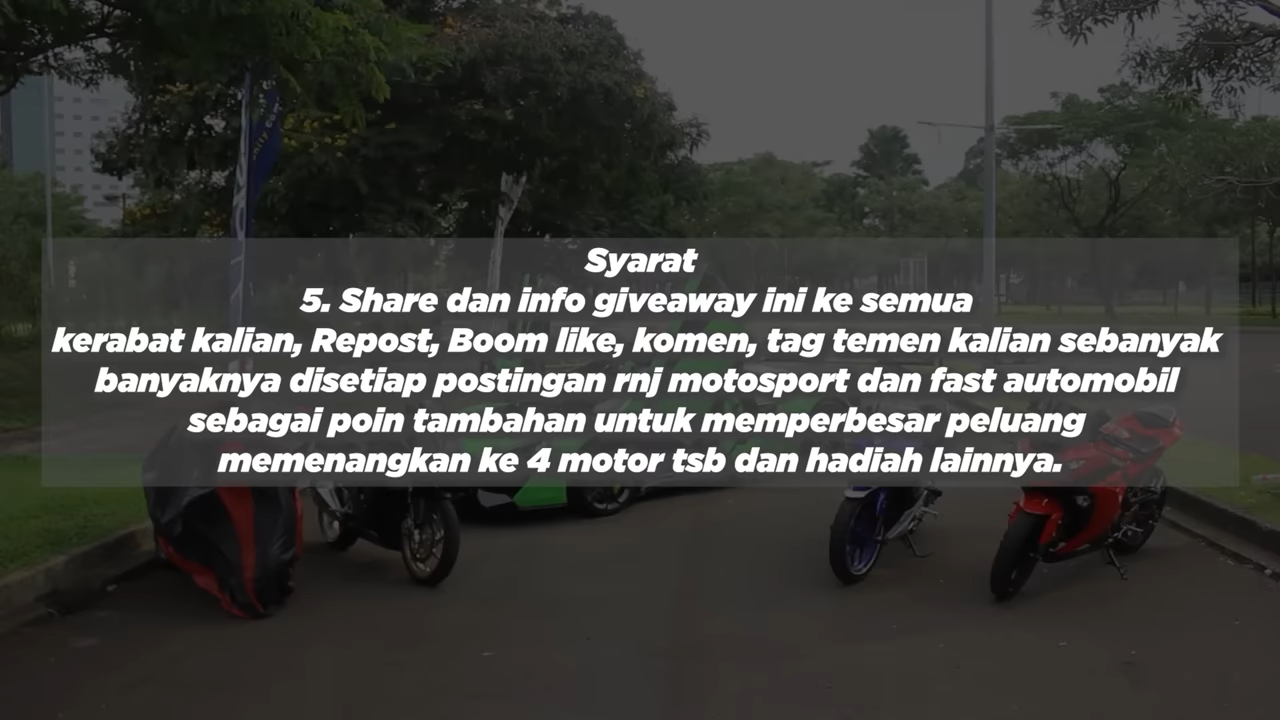 Syarat
5. Share dan info giveaway ini ke semua
kerabat kalian, Repost, Boom like, komen, tag temen kalian sebanyak
banyaknya disetiap postingan rnj motosport dan fast automobil
sebagai poin tambahan untuk memperbesar peluang
memenangkan ke 4 motor tsb dan hadiah lainnya.